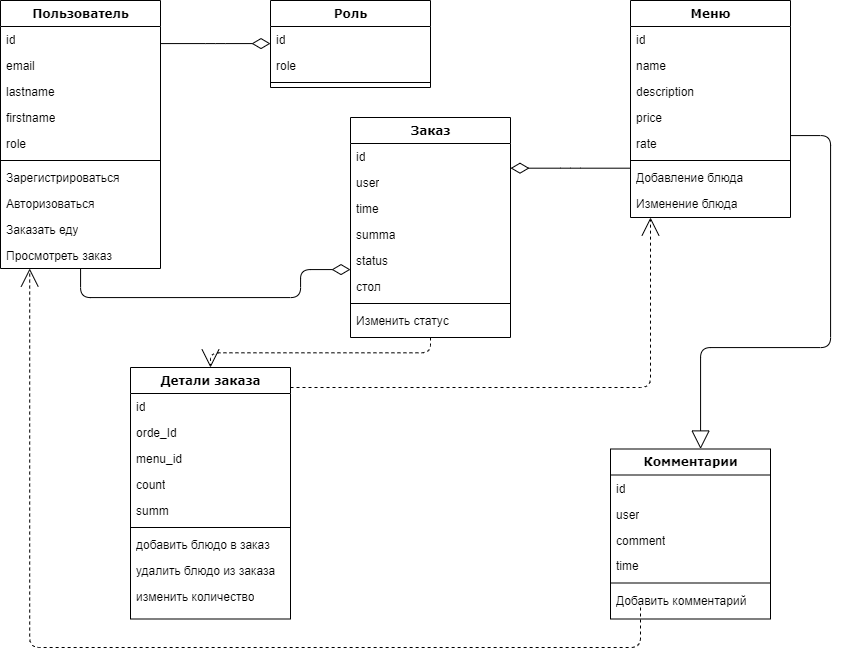 Пользователь
id
email
lastname
firstname
role
Зарегистрироваться
Авторизоваться
Заказать еду
Просмотреть заказ
Роль
id
role
Меню
id
name
description
price
rate
Добавление блюда
Изменение блюда
Заказ
id
user
time
summa
status
стол
Изменить статус
Детали заказа
id
orde_Id
menu_id
count
summ
добавить блюдо в заказ
удалить блюдо из заказа
изменить количество
Комментарии
id
user
comment
time
Добавить комментарий